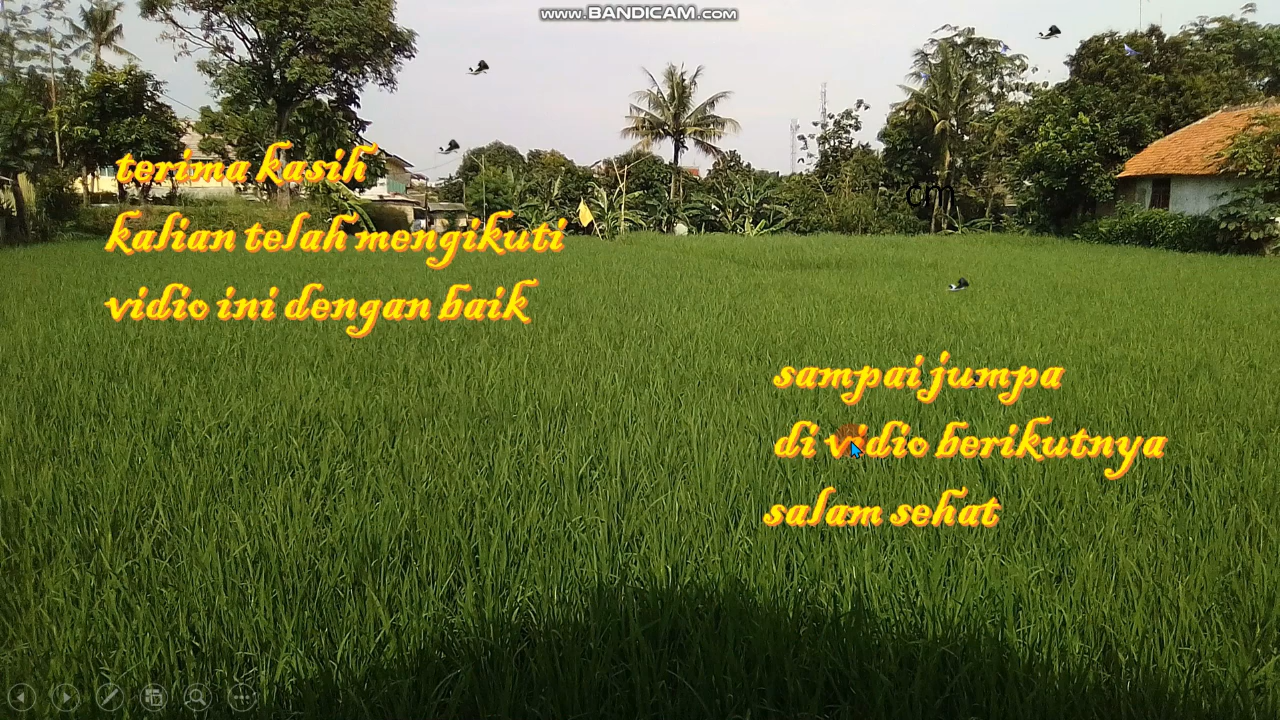 www.BANDICAM.com
terima kasih
kalian telah mengikuti
vidio ini dengan baik
cm
sampai jumpa
di vidio berikutnya
salam sehat